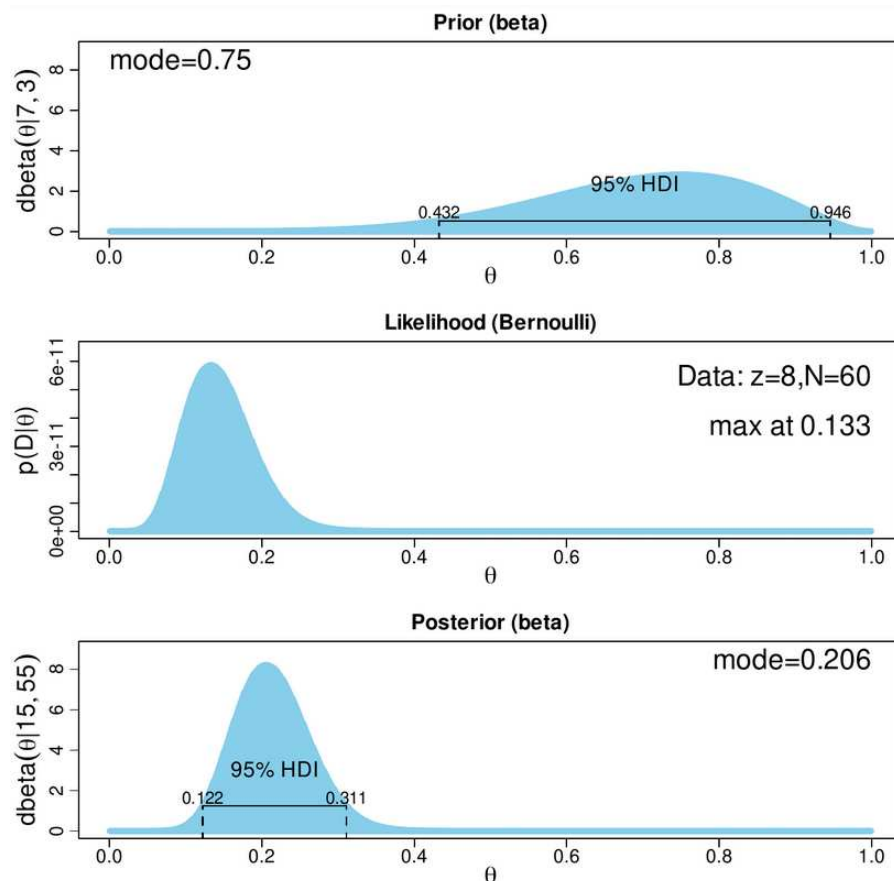 Prior (beta)
mode=0.75
dbeta(θ|7, 3)
8
6
4
2
0
95% HDI
0.432
0.946
0.0 0.2 0.4 0.6 0.8 1.0
θ
Likelihood (Bernoulli)
Data: z=8,N=60
max at 0.133
p(D|θ)
6e-11
3e-11
0e+00
0.0 0.2 0.4 0.6 0.8 1.0
θ
Posterior (beta)
mode=0.206
dbeta(θ|15, 55)
8
6
4
2
0
95% HDI
0.122
0.311
0.0 0.2 0.4 0.6 0.8 1.0
θ